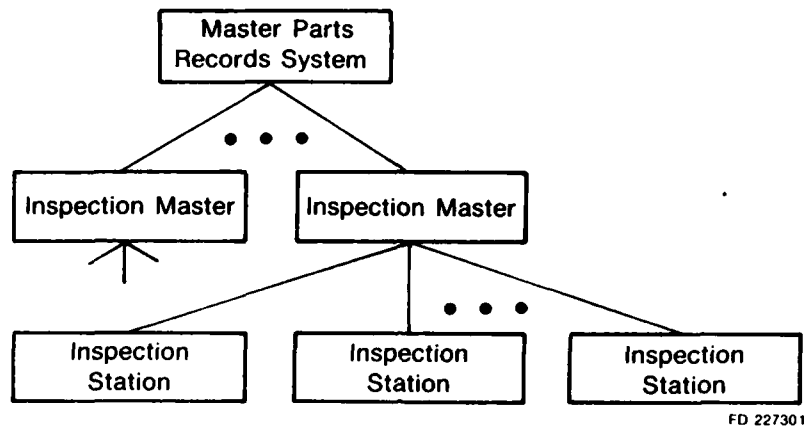 Master Parts
Records System
Inspection Master
Inspection Master
Inspection
Station
Inspection
Station
Inspection
Station
FD 227301